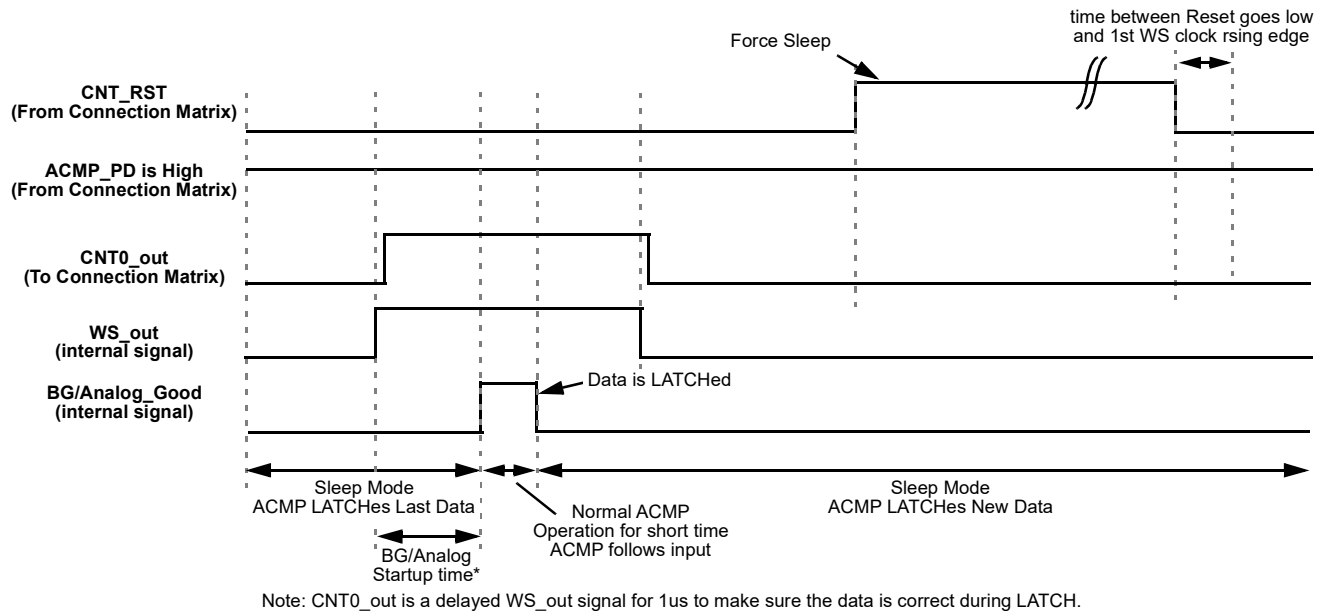 time between Reset goes low
and 1st WS clock rsing edge
Force Sleep
CNT_RST
(From Connection Matrix)
ACMP_PD is High
(From Connection Matrix)
CNT0_out
(To Connection Matrix)
WS_out
(internal signal)
BG/Analog_Good
(internal signal)
Data is LATCHed
Sleep Mode
ACMP LATCHes Last Data
Normal ACMP
Operation for short time
ACMP follows input
Sleep Mode
ACMP LATCHes New Data
BG/Analog
Startup time*
Note: CNT0_out is a delayed WS_out signal for 1us to make sure the data is correct during LATCH.